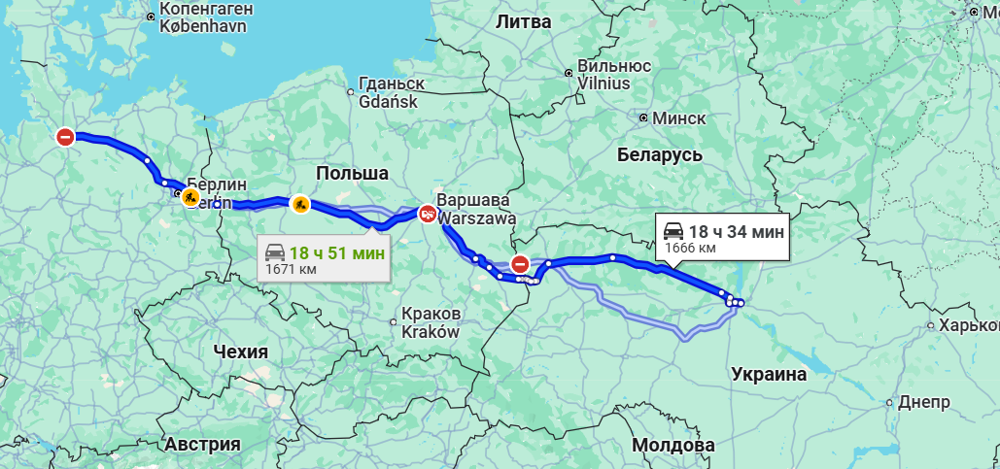 Копенгаген
København
Литва
Вильнюс
Vilnius
Гданьск
Gdańsk
Минск
Беларусь
Польша
Берлин
Berlin
Варшава
Warszawa
18 ч 34 мин
1666 км
18 ч 51 мин
1671 км
Краков
Kraków
Харько
Чехия
Украина
Днепр
Австрия
Молдова